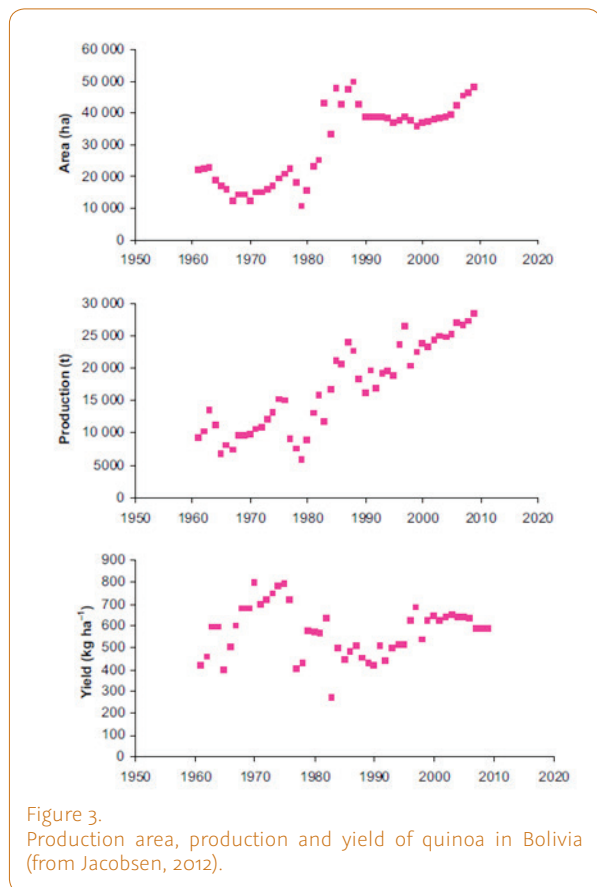 60 000
50 000
40 000
30 000
20 000
10 000
0
Area (ha)
1950 1960 1970 1980 1990 2000 2010 2020
30 000
25 000
20 000
15 000
10 000
5000
0
Production (t)
1950 1960 1970 1980 1990 2000 2010 2020
900
800
700
600
500
400
300
200
100
0
Yield (kg ha⁻¹)
1950 1960 1970 1980 1990 2000 2010 2020
Figure 3.
Production area, production and yield of quinoa in Bolivia
(from Jacobsen, 2012).